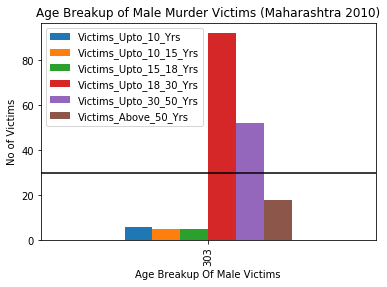 Age Breakup of Male Murder Victims (Maharashtra 2010)
Victims_Upto_10_Yrs
Victims_Upto_10_15_Yrs
Victims_Upto_15_18_Yrs
Victims_Upto_18_30_Yrs
Victims_Upto_30_50_Yrs
Victims_Above_50_Yrs
No of Victims
80
60
40
20
0
303
Age Breakup Of Male Victims